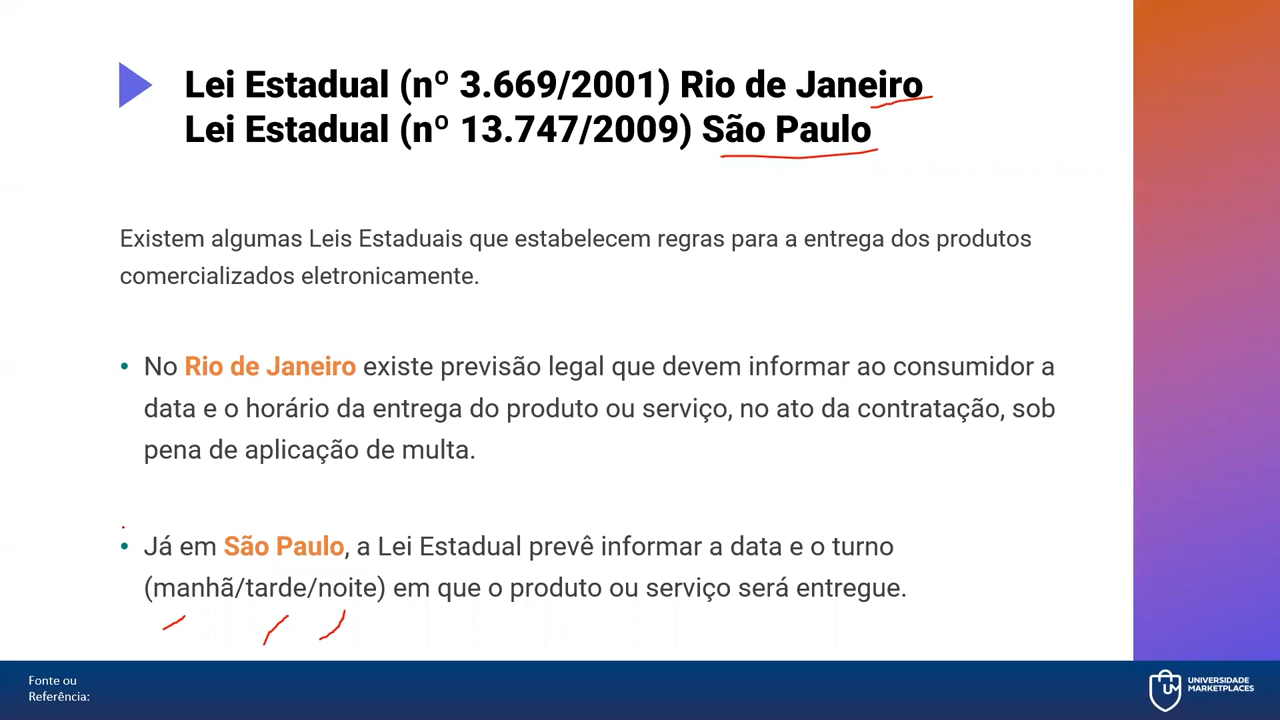 Lei Estadual (nº 3.669/2001) Rio de Janeiro
Lei Estadual (nº 13.747/2009) São Paulo
Existem algumas Leis Estaduais que estabelecem regras para a entrega dos produtos
comercializados eletronicamente.
• No Rio de Janeiro existe previsão legal que devem informar ao consumidor a
data e o horário da entrega do produto ou serviço, no ato da contratação, sob
pena de aplicação de multa.
• Já em São Paulo, a Lei Estadual prevê informar a data e o turno
(manhã/tarde/noite) em que o produto ou serviço será entregue.
Fonte ou
Referência:
UM
UNIVERSIDADE
MARKETPLACES